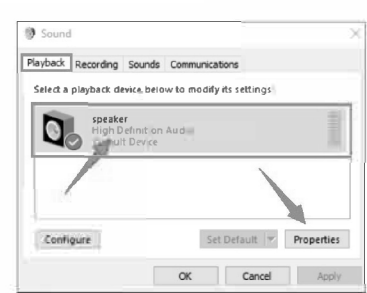 Sound
Playback Recording Sounds Communications
Select a playback device, below to modify its settings
speaker
High Definition Audio
Default Device
Configure Set Default Properties
OK Cancel Apply